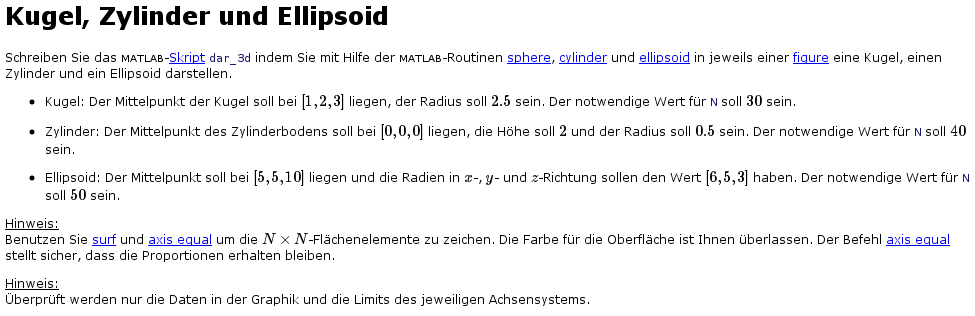 Kugel, Zylinder und Ellipsoid
Schreiben Sie das MATLAB-Skript dar_3d indem Sie mit Hilfe der MATLAB-Routinen sphere, cylinder und ellipsoid in jeweils einer figure eine Kugel, einen
Zylinder und ein Ellipsoid darstellen.
• Kugel: Der Mittelpunkt der Kugel soll bei [1, 2, 3] liegen, der Radius soll 2.5 sein. Der notwendige Wert für N soll 30 sein.
• Zylinder: Der Mittelpunkt des Zylinderbodens soll bei [0, 0, 0] liegen, die Höhe soll 2 und der Radius soll 0.5 sein. Der notwendige Wert für N soll 40
sein.
• Ellipsoid: Der Mittelpunkt soll bei [5, 5, 10] liegen und die Radien in x-, y- und z-Richtung sollen den Wert [6, 5, 3] haben. Der notwendige Wert für N
soll 50 sein.
Hinweis:
Benutzen Sie surf und axis equal um die N × N-Flächenelemente zu zeichen. Die Farbe für die Oberfläche ist Ihnen überlassen. Der Befehl axis equal
stellt sicher, dass die Proportionen erhalten bleiben.
Hinweis:
Überprüft werden nur die Daten in der Graphik und die Limits des jeweiligen Achsensystems.